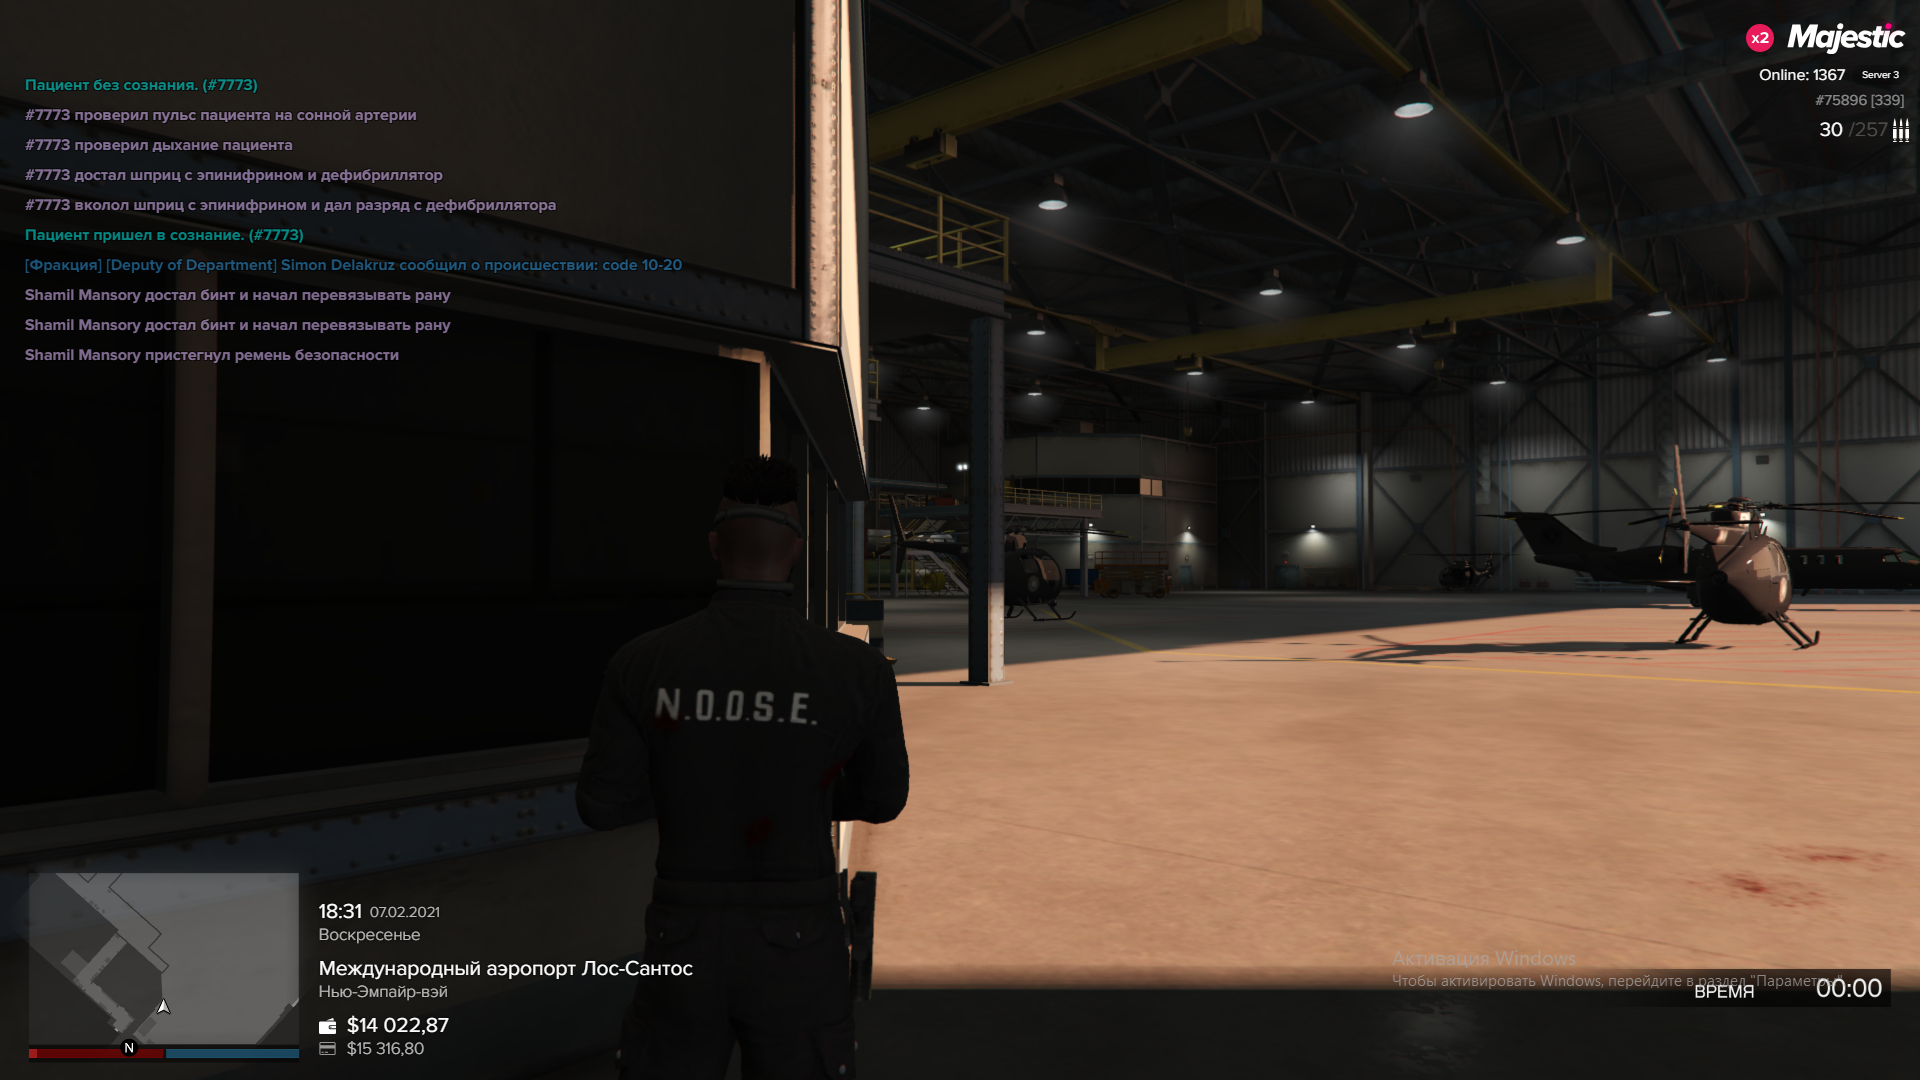 Пациент без сознания. (#7773)
#7773 проверил пульс пациента на сонной артерии
#7773 проверил дыхание пациента
#7773 достал шприц с эпинифрином и дефибриллятор
#7773 вколол шприц с эпинифрином и дал разряд с дефибриллятора
Пациент пришел в сознание. (#7773)
[Фракция] [Deputy of Department] Simon Delakruz сообщил о происшествии: code 10-20
Shamil Mansory достал бинт и начал перевязывать рану
Shamil Mansory достал бинт и начал перевязывать рану
Shamil Mansory пристегнул ремень безопасности
x2 Majestic
Online: 1367 Server 3
#75896 [339]
30 /257
N.O.O.S.E.
18:31 07.02.2021
Воскресенье
Международный аэропорт Лос-Сантос
Нью-Эмпайр-вэй
$14 022,87
$15 316,80
N
Активация Windows
Чтобы активировать Windows, перейдите в раздел "Параметры".
ВРЕМЯ 00:00